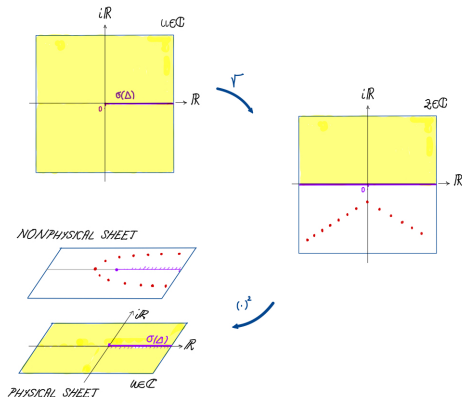 iℝ
u∈ℂ
σ(Δ)
0
ℝ
√
iℝ
z∈ℂ
ℝ
0
NONPHYSICAL SHEET
(·)²
iℝ
σ(Δ)
ℝ
u∈ℂ
PHYSICAL SHEET